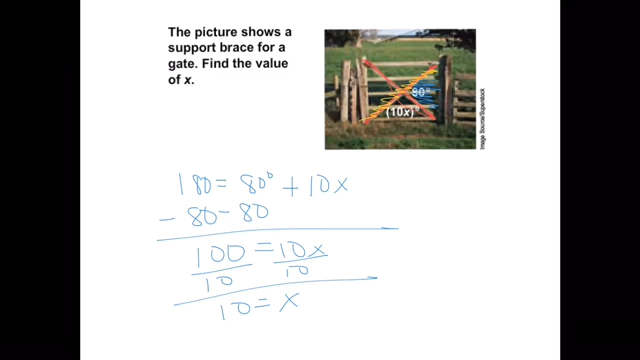 The picture shows a
support brace for a
gate. Find the value
of x.
80°
(10x)°
Image Source/Superstock
180 = 80° + 10x
- 80 - 80
100 = 10x
10 10
10 = x